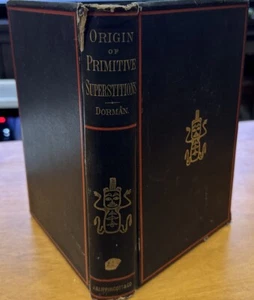 ORIGIN
OF
PRIMITIVE
SUPERSTITIONS
DORMAN.